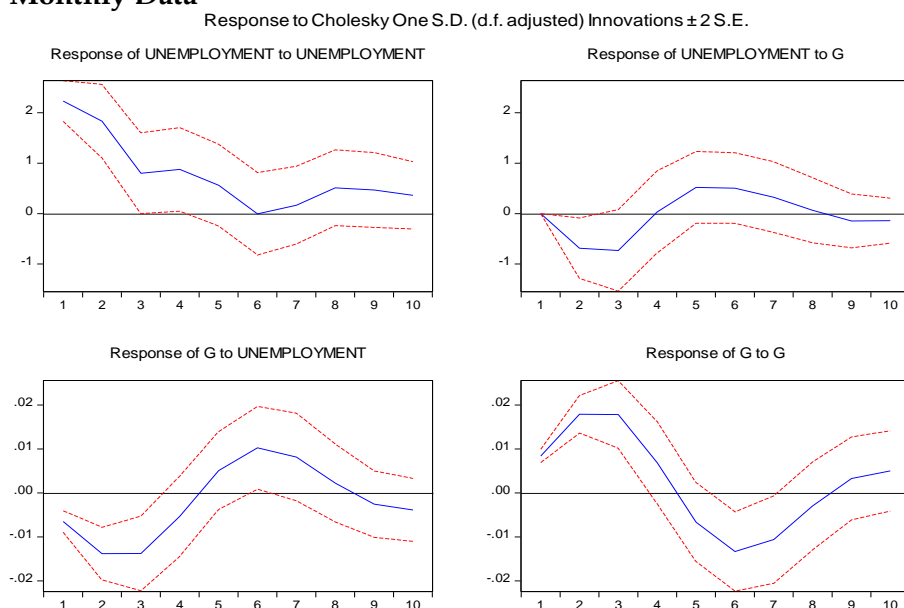 Monthly Data
Response to Cholesky One S.D. (d.f. adjusted) Innovations ± 2 S.E.
Response of UNEMPLOYMENT to UNEMPLOYMENT
2
1
0
-1
1 2 3 4 5 6 7 8 9 10
Response of UNEMPLOYMENT to G
2
1
0
-1
1 2 3 4 5 6 7 8 9 10
Response of G to UNEMPLOYMENT
.02
.01
.00
-.01
-.02
1 2 3 4 5 6 7 8 9 10
Response of G to G
.02
.01
.00
-.01
-.02
1 2 3 4 5 6 7 8 9 10